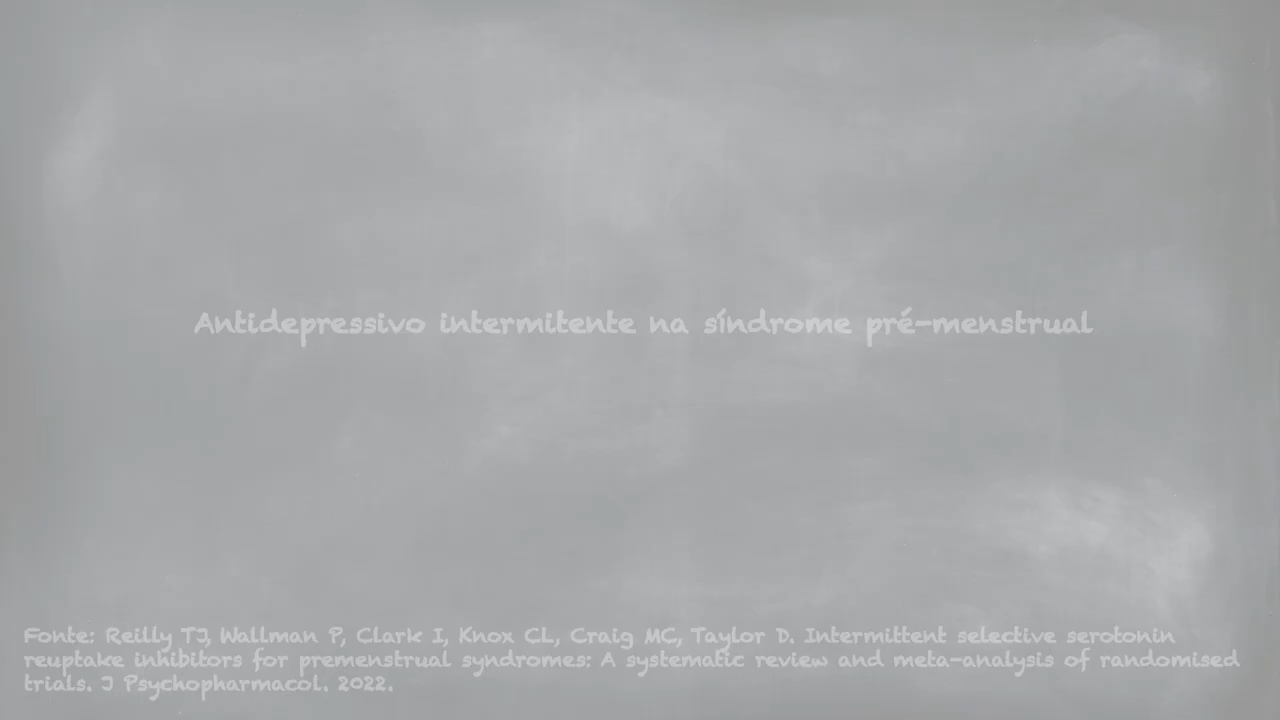 Antidepressivo intermitente na síndrome pré-menstrual
Fonte: Reilly TJ, Wallman P, Clark I, Knox CL, Craig MC, Taylor D. Intermittent selective serotonin
reuptake inhibitors for premenstrual syndromes: A systematic review and meta-analysis of randomised
trials. J Psychopharmacol. 2022.